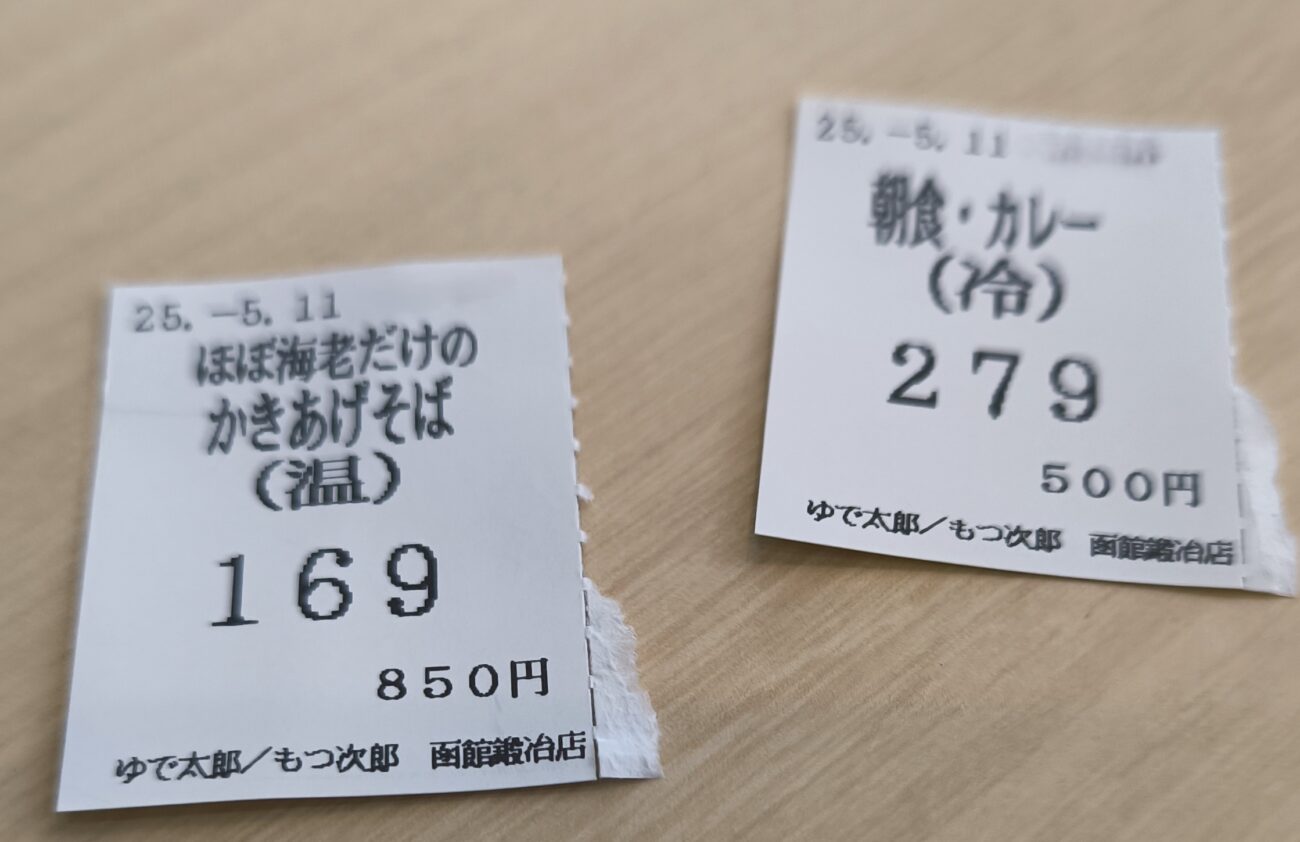 25.-5.11
ほぼ海老だけの
かきあげそば
(温)
169
850円
ゆで太郎/もつ次郎 函館鍛冶店
25.-5.11
朝食・カレー
(冷)
279
500円
ゆで太郎/もつ次郎 函館鍛冶店